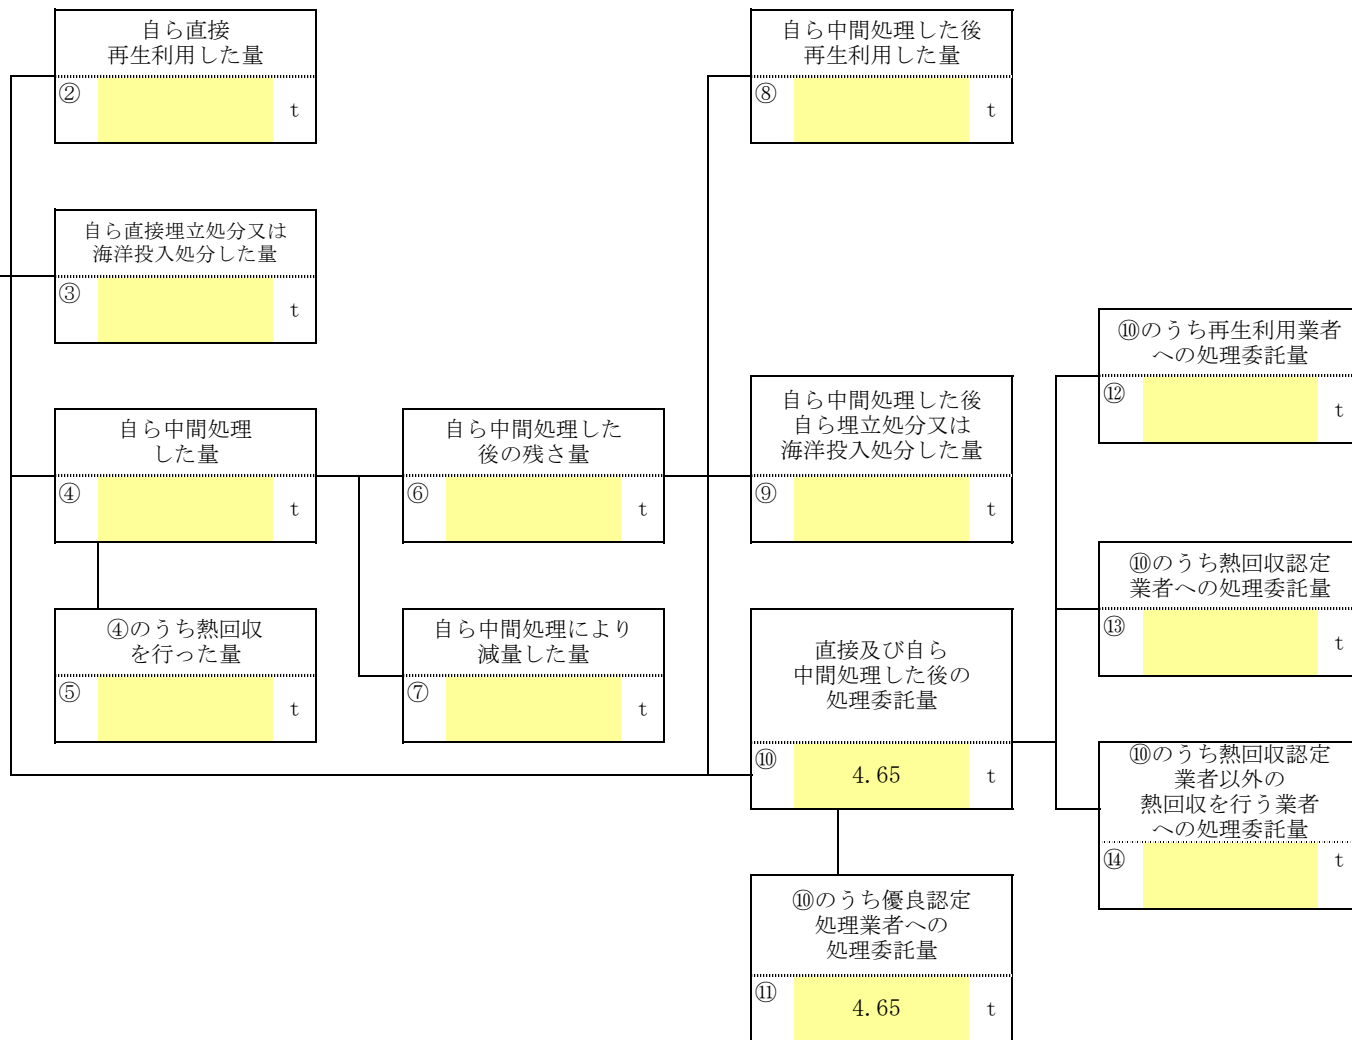 自ら直接
再生利用した量
②
t
自ら中間処理した後
再生利用した量
⑧
t
自ら直接埋立処分又は
海洋投入処分した量
③
t
⑩のうち再生利用業者
への処理委託量
⑫
t
自ら中間処理
した量
④
t
自ら中間処理した
後の残さ量
⑥
t
自ら中間処理した後
自ら埋立処分又は
海洋投入処分した量
⑨
t
⑩のうち熱回収認定
業者への処理委託量
⑬
t
④のうち熱回収
を行った量
⑤
t
自ら中間処理により
減量した量
⑦
t
直接及び自ら
中間処理した後の
処理委託量
⑩
4.65
t
⑩のうち熱回収認定
業者以外の
熱回収を行う業者
への処理委託量
⑭
t
⑩のうち優良認定
処理業者への
処理委託量
⑪
4.65
t